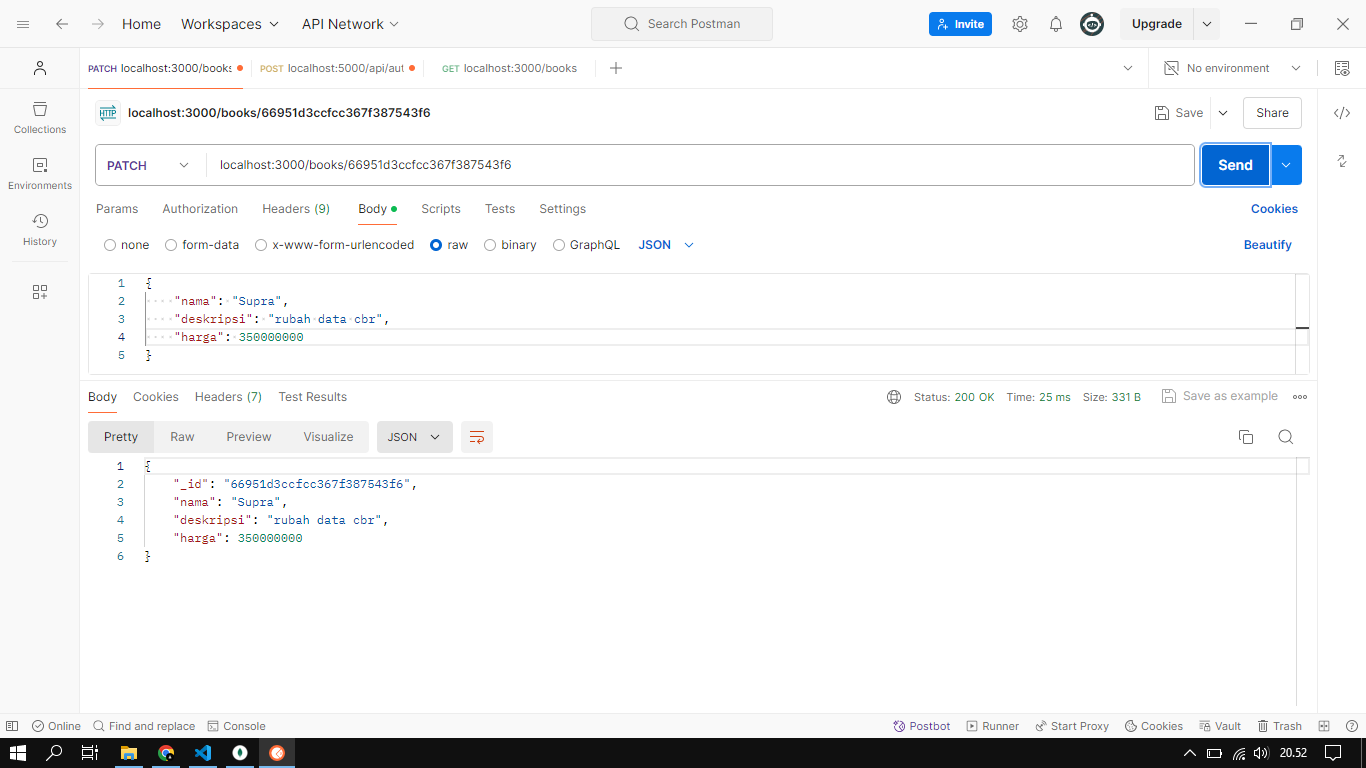 Home Workspaces API Network Search Postman Invite Upgrade
PATCH localhost:3000/books POST localhost:5000/api/aut GET localhost:3000/books No environment
HTTP localhost:3000/books/66951d3ccfcc367f387543f6 Save Share
PATCH localhost:3000/books/66951d3ccfcc367f387543f6 Send
Params Authorization Headers (9) Body Scripts Tests Settings Cookies
none form-data x-www-form-urlencoded raw binary GraphQL JSON Beautify
Collections
Environments
History
1 {
2 "nama": "Supra",
3 "deskripsi": "rubah data cbr",
4 "harga": 350000000
5 }
Body Cookies Headers (7) Test Results Status: 200 OK Time: 25 ms Size: 331 B Save as example
Pretty Raw Preview Visualize JSON
1 {
2 "_id": "66951d3ccfcc367f387543f6",
3 "nama": "Supra",
4 "deskripsi": "rubah data cbr",
5 "harga": 350000000
6 }
Online Find and replace Console Postbot Runner Start Proxy Cookies Vault Trash
20.52